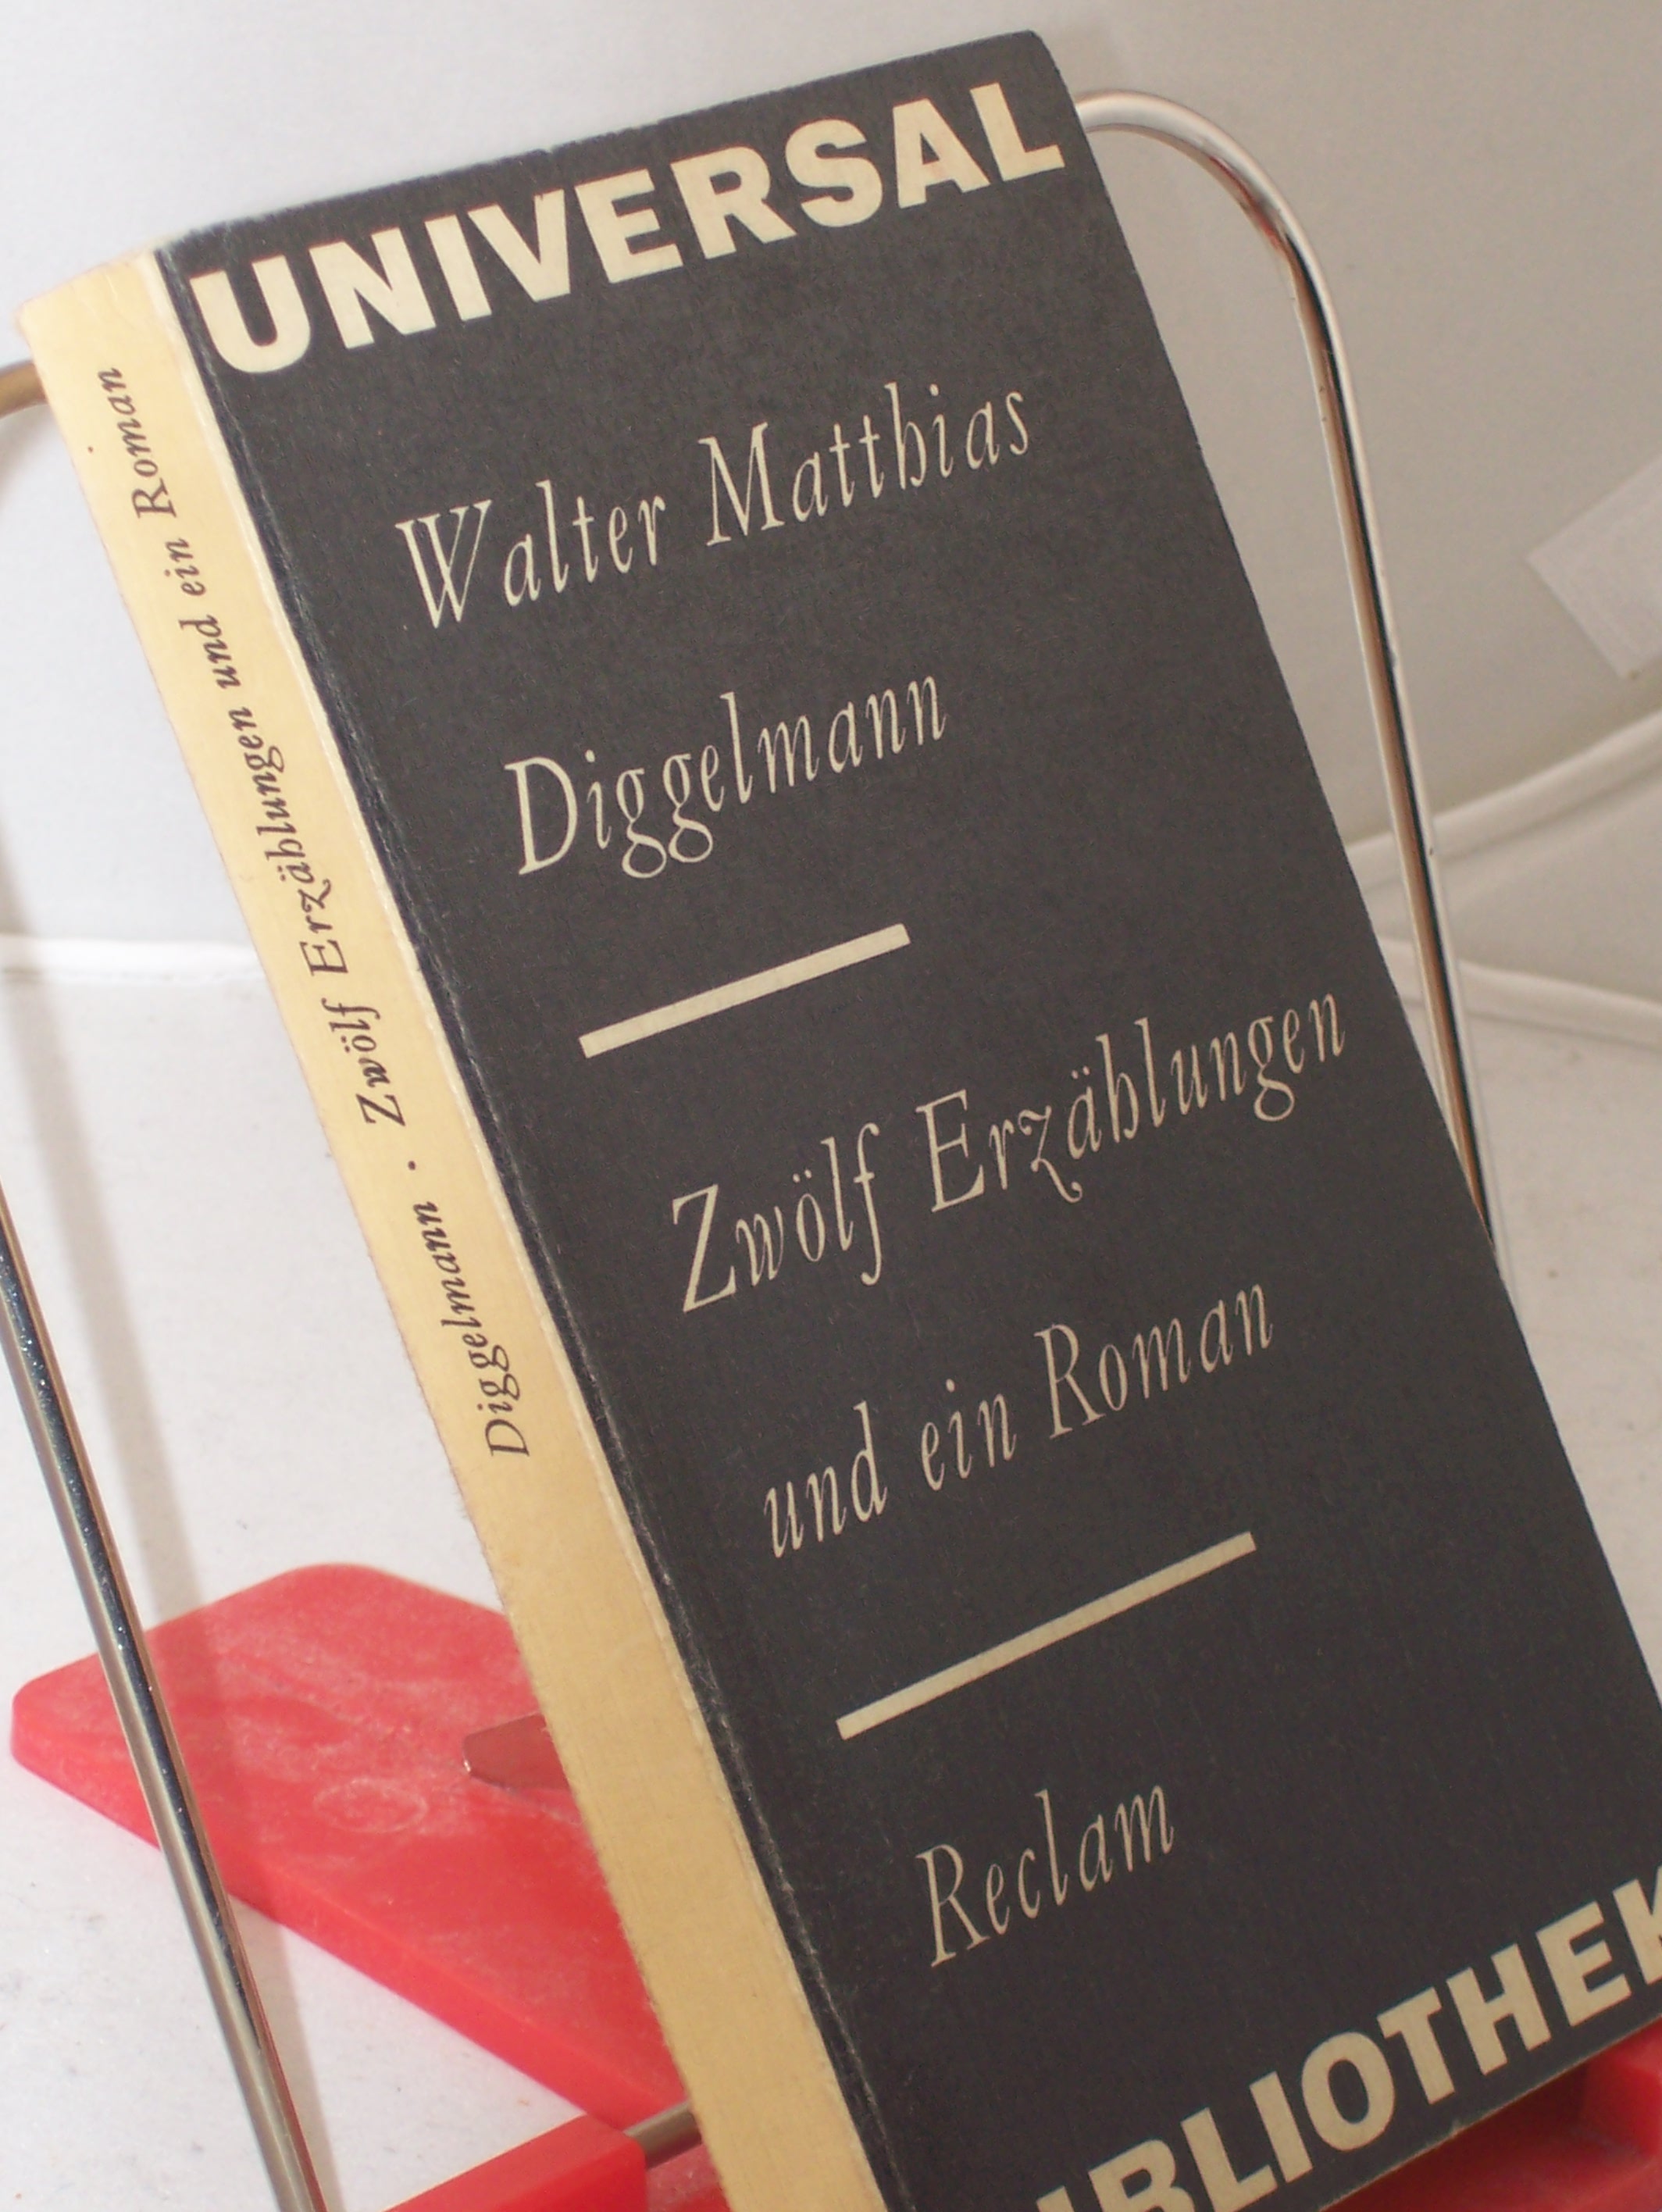 UNIVERSAL
Walter Matthias
Diggelmann
Zwölf Erzählungen
und ein Roman
Reclam
BIBLIOTHEK
Diggelmann · Zwölf Erzählungen und ein Roman